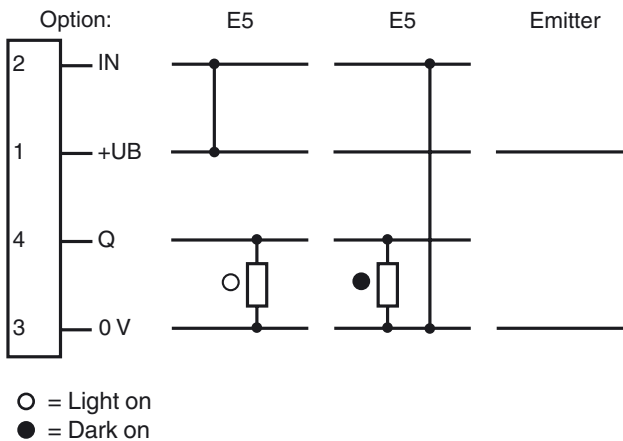 Option: E5 E5 Emitter
2 IN
1 +UB
4 Q
3 0 V
= Light on
= Dark on